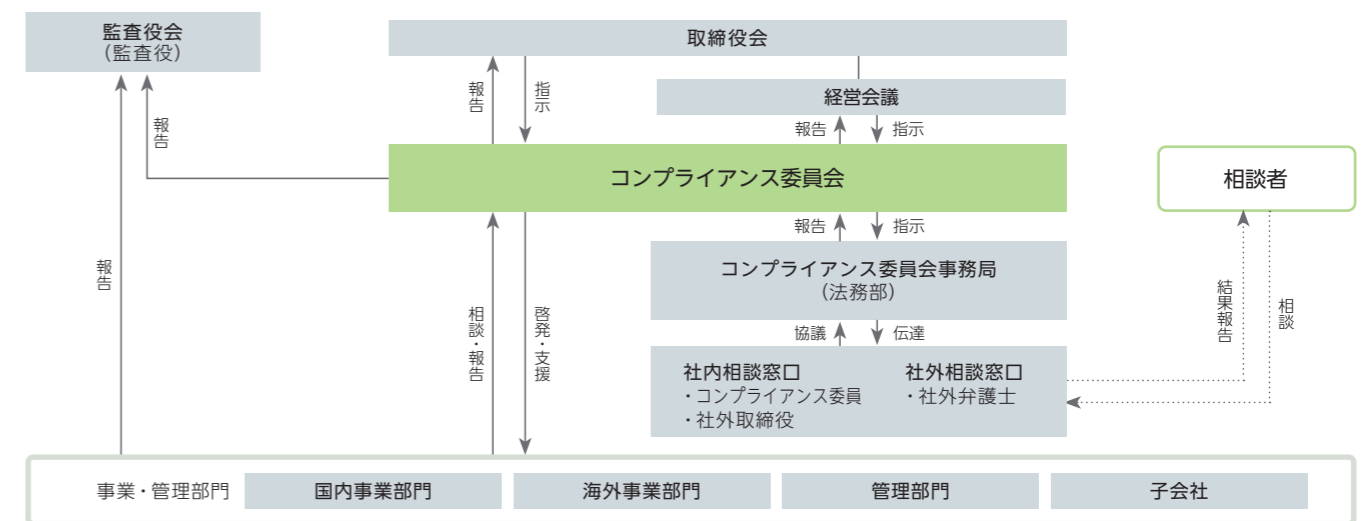 監査役会
（監査役）
取締役会
経営会議
報告
指示
報告
指示
報告
コンプライアンス委員会
相談者
報告
指示
コンプライアンス委員会事務局
（法務部）
報告
相談・報告
啓発・支援
結果報告
相談
協議
伝達
社内相談窓口
・コンプライアンス委員
・社外取締役
社外相談窓口
・社外弁護士
事業・管理部門
国内事業部門
海外事業部門
管理部門
子会社